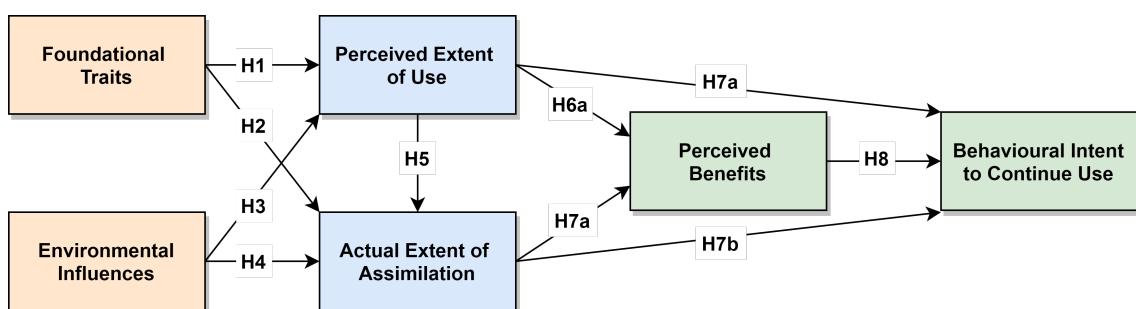 Foundational
Traits
H1
Perceived Extent
of Use
H7a
H6a
H2
H5
Perceived
Benefits
H8
Behavioural Intent
to Continue Use
H3
H7a
H7b
Environmental
Influences
H4
Actual Extent of
Assimilation